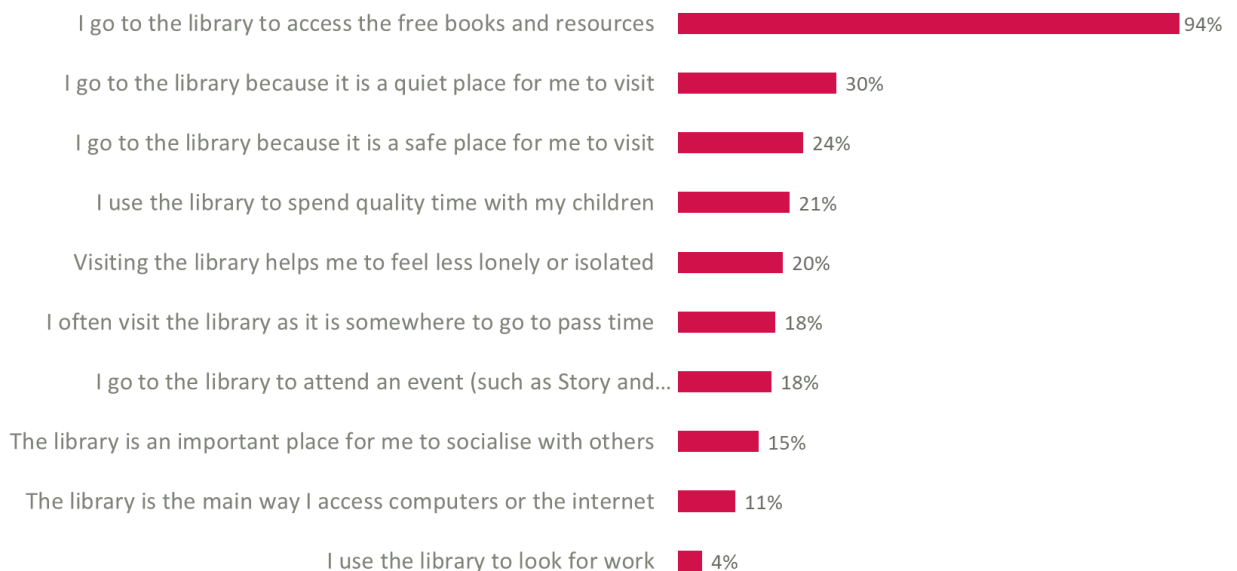 I go to the library to access the free books and resources 94%
I go to the library because it is a quiet place for me to visit 30%
I go to the library because it is a safe place for me to visit 24%
I use the library to spend quality time with my children 21%
Visiting the library helps me to feel less lonely or isolated 20%
I often visit the library as it is somewhere to go to pass time 18%
I go to the library to attend an event (such as Story and... 18%
The library is an important place for me to socialise with others 15%
The library is the main way I access computers or the internet 11%
I use the library to look for work 4%